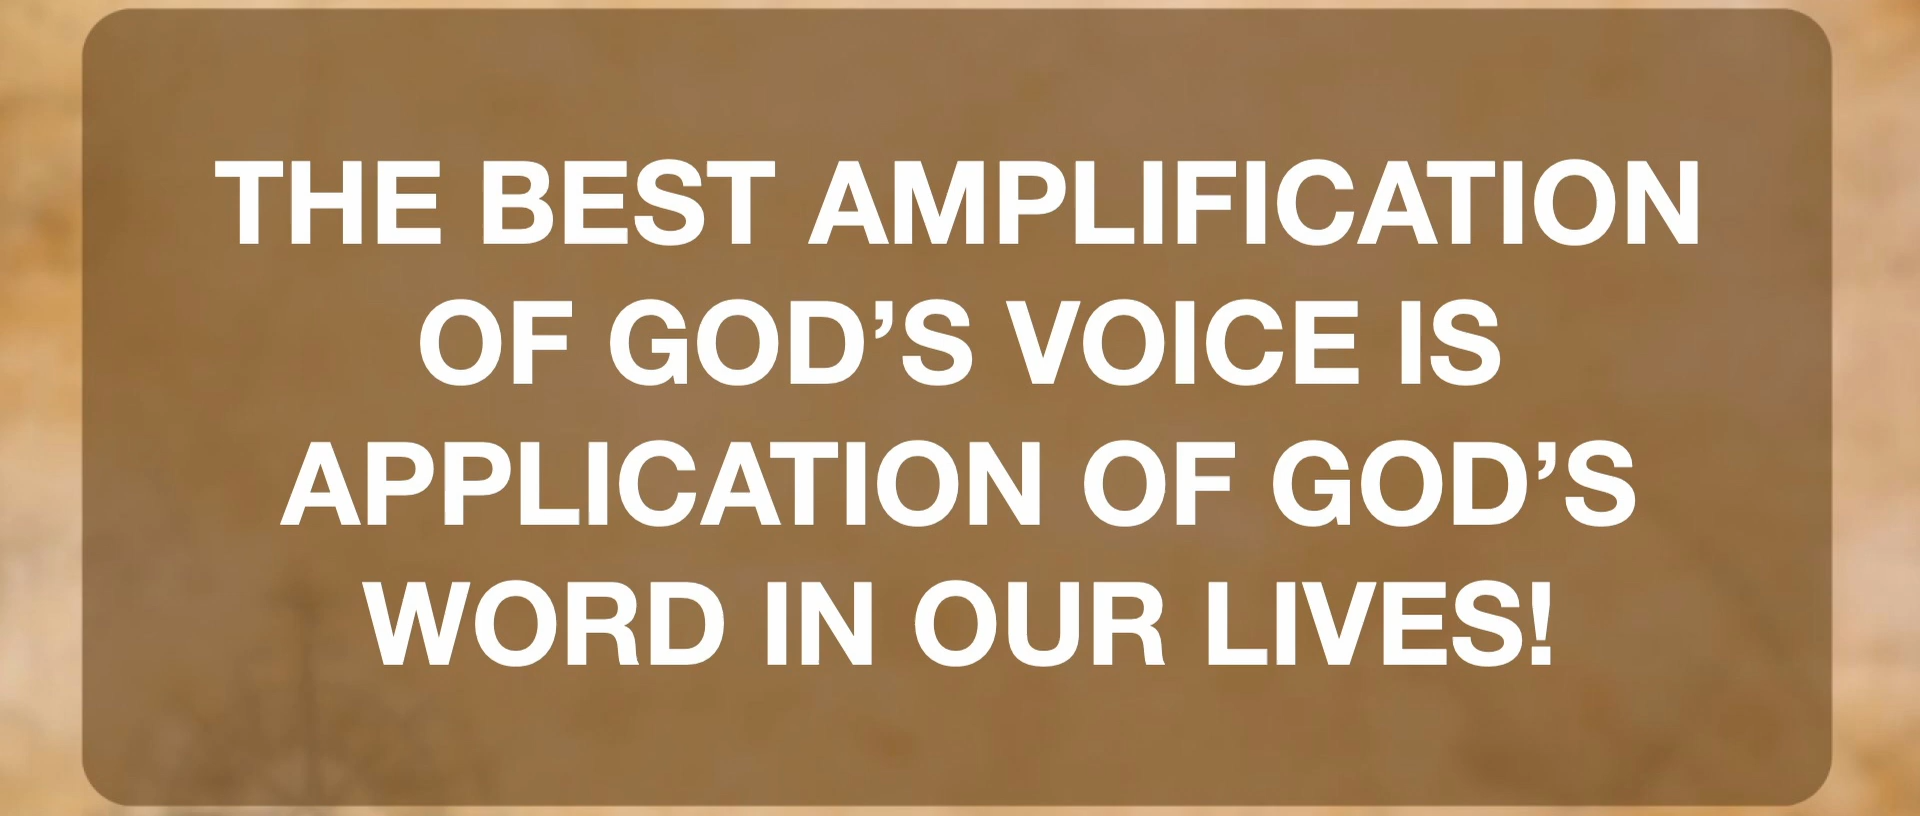 THE BEST AMPLIFICATION
OF GOD’S VOICE IS
APPLICATION OF GOD’S
WORD IN OUR LIVES!